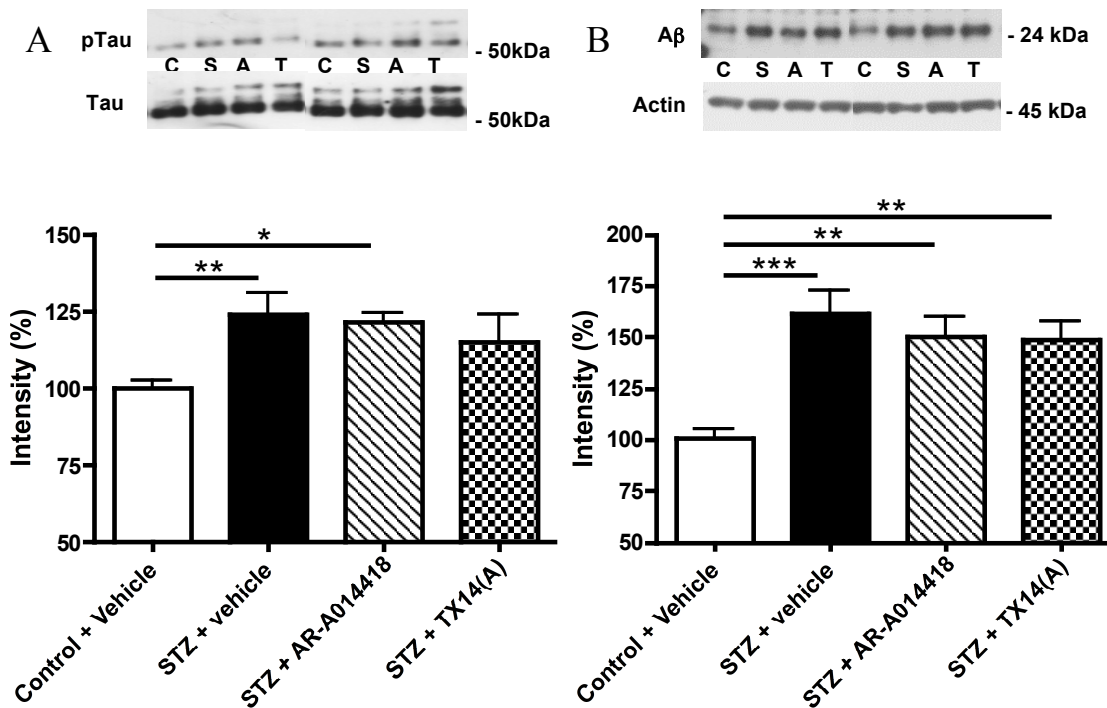 A
pTau
- 50kDa
C S A T C S A T
Tau
- 50kDa
B
Aβ
- 24 kDa
C S A T C S A T
Actin
- 45 kDa
Intensity (%)
150
125
100
75
50
*
**
Control + Vehicle
STZ + vehicle
STZ + AR-A014418
STZ + TX14(A)
Intensity (%)
200
175
150
125
100
75
50
**
**
***
Control + Vehicle
STZ + vehicle
STZ + AR-A014418
STZ + TX14(A)